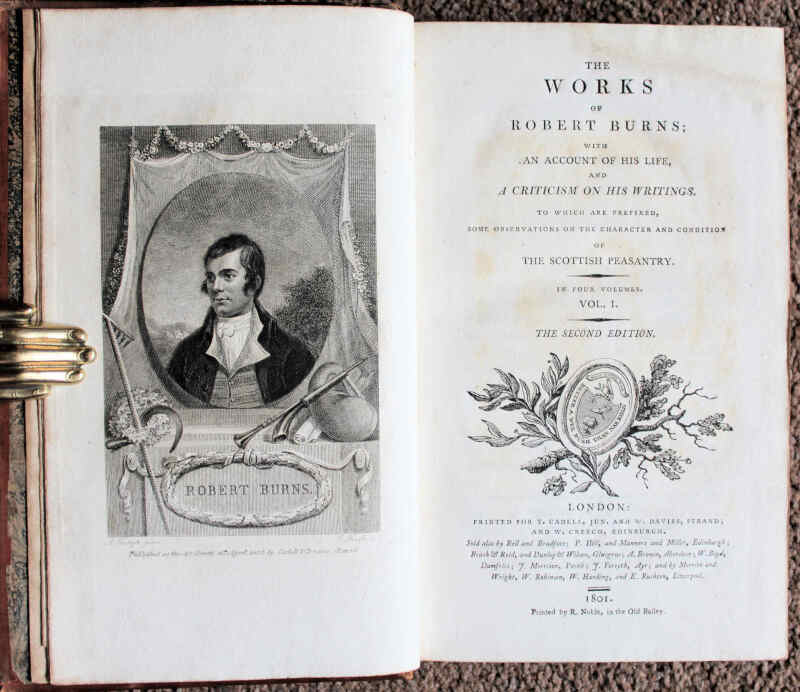 ROBERT BURNS.
Published as the Act directs,
THE
WORKS
OF
ROBERT BURNS;
WITH
AN ACCOUNT OF HIS LIFE,
AND
A CRITICISM ON HIS WRITINGS.
TO WHICH ARE PREFIXED,
SOME OBSERVATIONS ON THE CHARACTER AND CONDITION
OF
THE SCOTTISH PEASANTRY.
IN FOUR VOLUMES.
VOL. I.
THE SECOND EDITION.
LONDON:
PRINTED FOR T. CADELL, JUN. AND W. DAVIES, STRAND;
AND W. CREECH, EDINBURGH.
Sold also by Bell and Bradfute; P. Hill, and Manners and Miller, Edinburgh;
Brash & Reid, and Dunlop & Wilson, Glasgow; A. Brown, Aberdeen; W. Boyd,
Dumfries; J. Morrison, Perth; J. Forsyth, Ayr; and by Merritt and
Wright, W. Robinson, W. Harding, and E. Rushton, Liverpool.
1801.
Printed by R. Noble, in the Old Bailey.